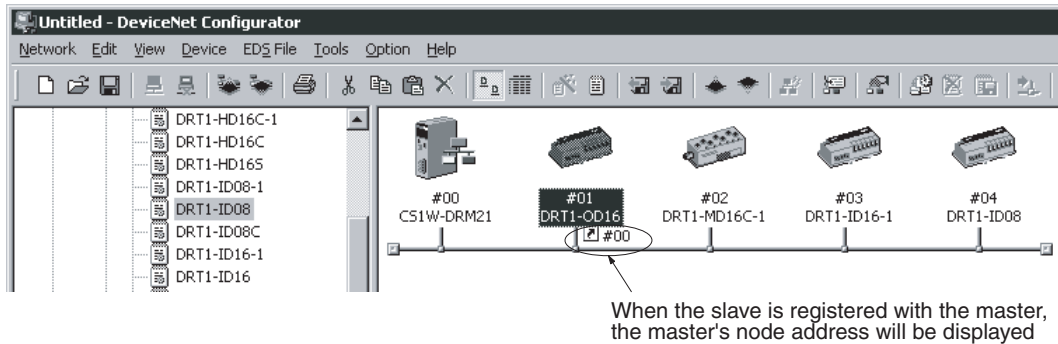 Untitled - DeviceNet Configurator
Network Edit View Device EDS File Tools Option Help
DRT1-HD16C-1
DRT1-HD16C
DRT1-HD16S
DRT1-ID08-1
DRT1-ID08
DRT1-ID08C
DRT1-ID16-1
DRT1-ID16
#00
CS1W-DRM21
#01
DRT1-OD16
#02
DRT1-MD16C-1
#03
DRT1-ID16-1
#04
DRT1-ID08
#00
When the slave is registered with the master,
the master's node address will be displayed